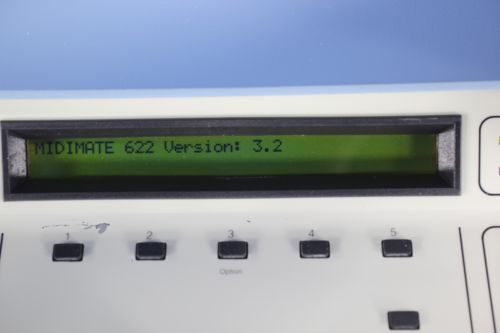 MIDIMATE 622 Version: 3.2
1 2 3 4 5
Option